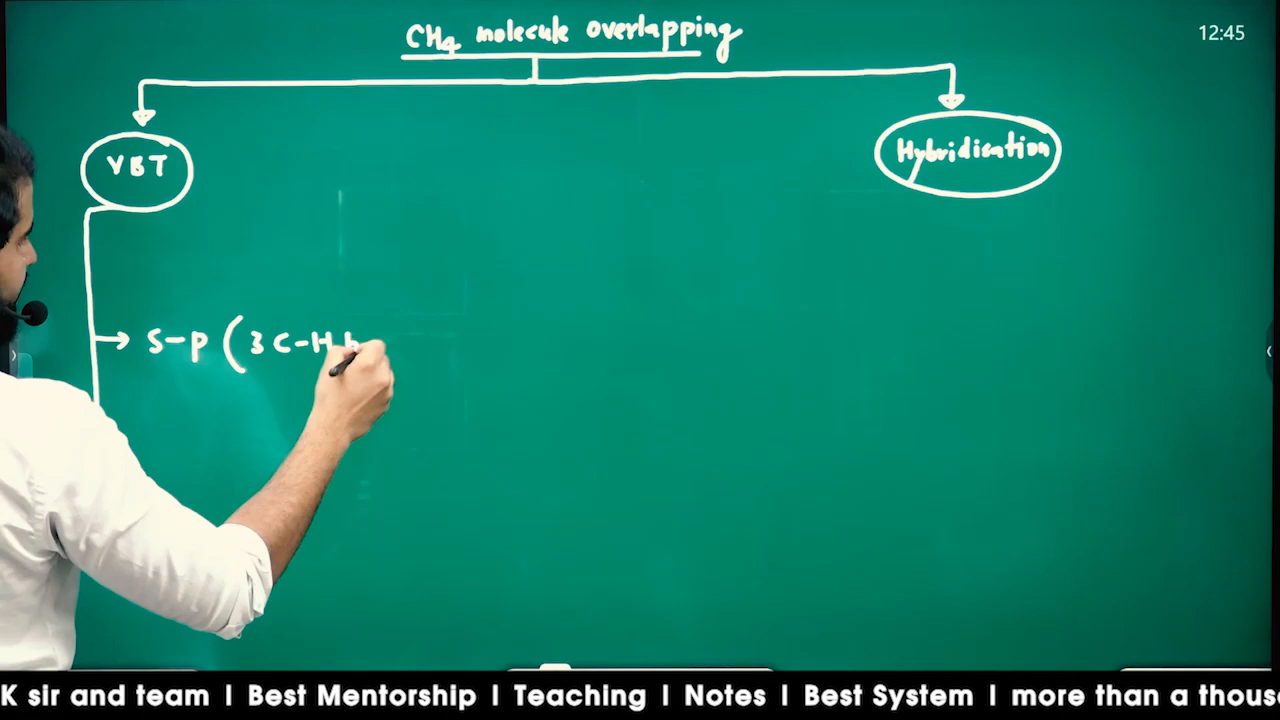 CH4 molecule overlapping
12:45
VBT
Hybridisation
S-p (3 C-H b
K sir and team I Best Mentorship I Teaching I Notes I Best System I more than a thous